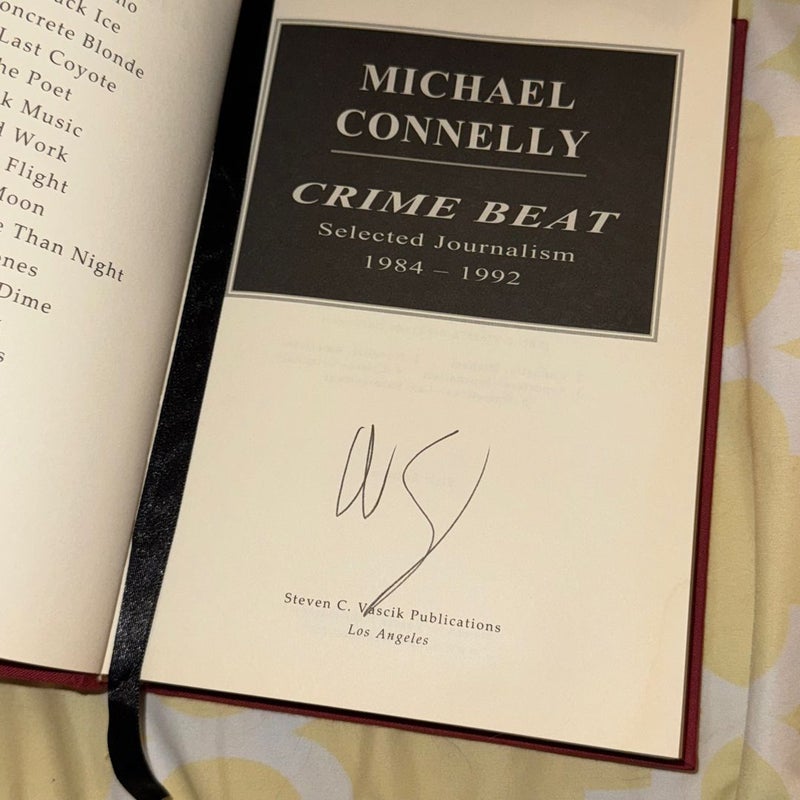 ck Ice
oncrete Blonde
Last Coyote
he Poet
k Music
d Work
Flight
Moon
e Than Night
ones
Dime
s
MICHAEL
CONNELLY
CRIME BEAT
Selected Journalism
1984 – 1992
Steven C. Vascik Publications
Los Angeles